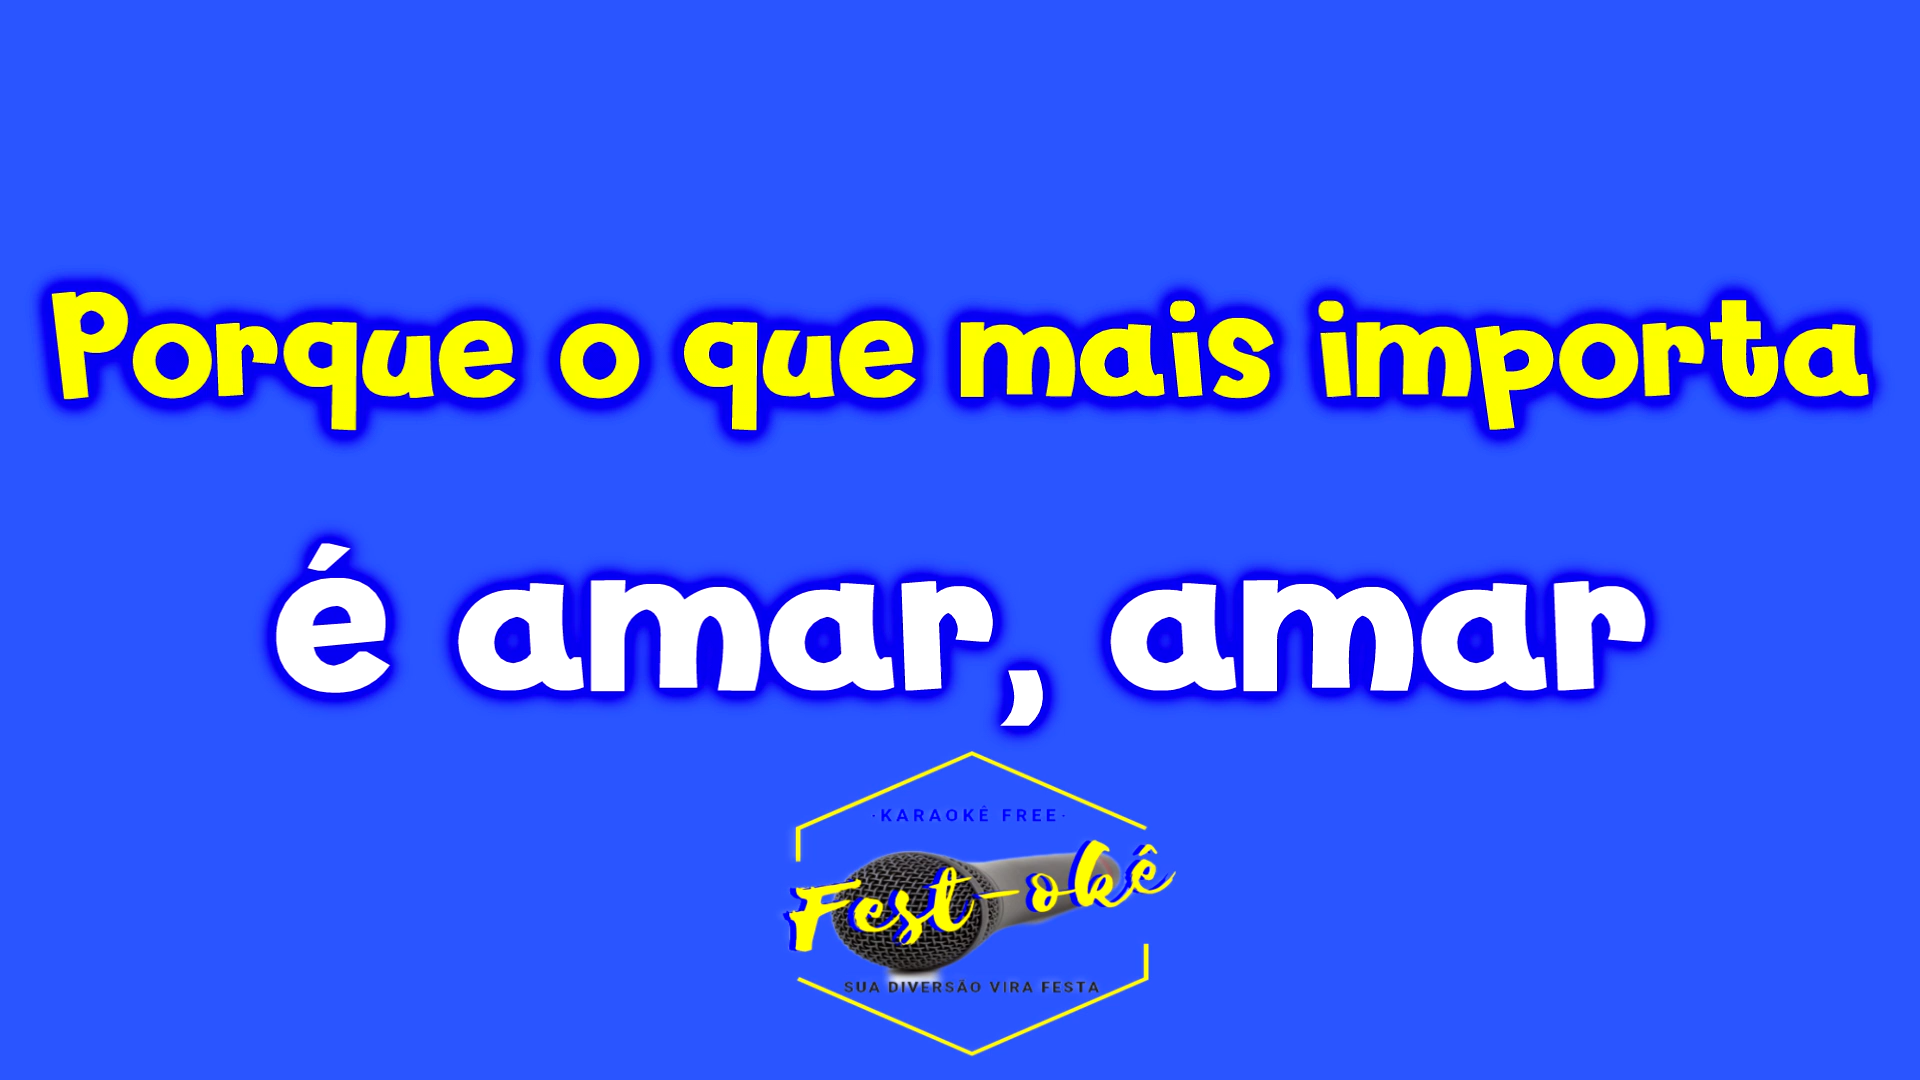 Porque o que mais importa
é amar, amar
·KARAOKÊ FREE·
Fest-okê
SUA DIVERSÃO VIRA FESTA